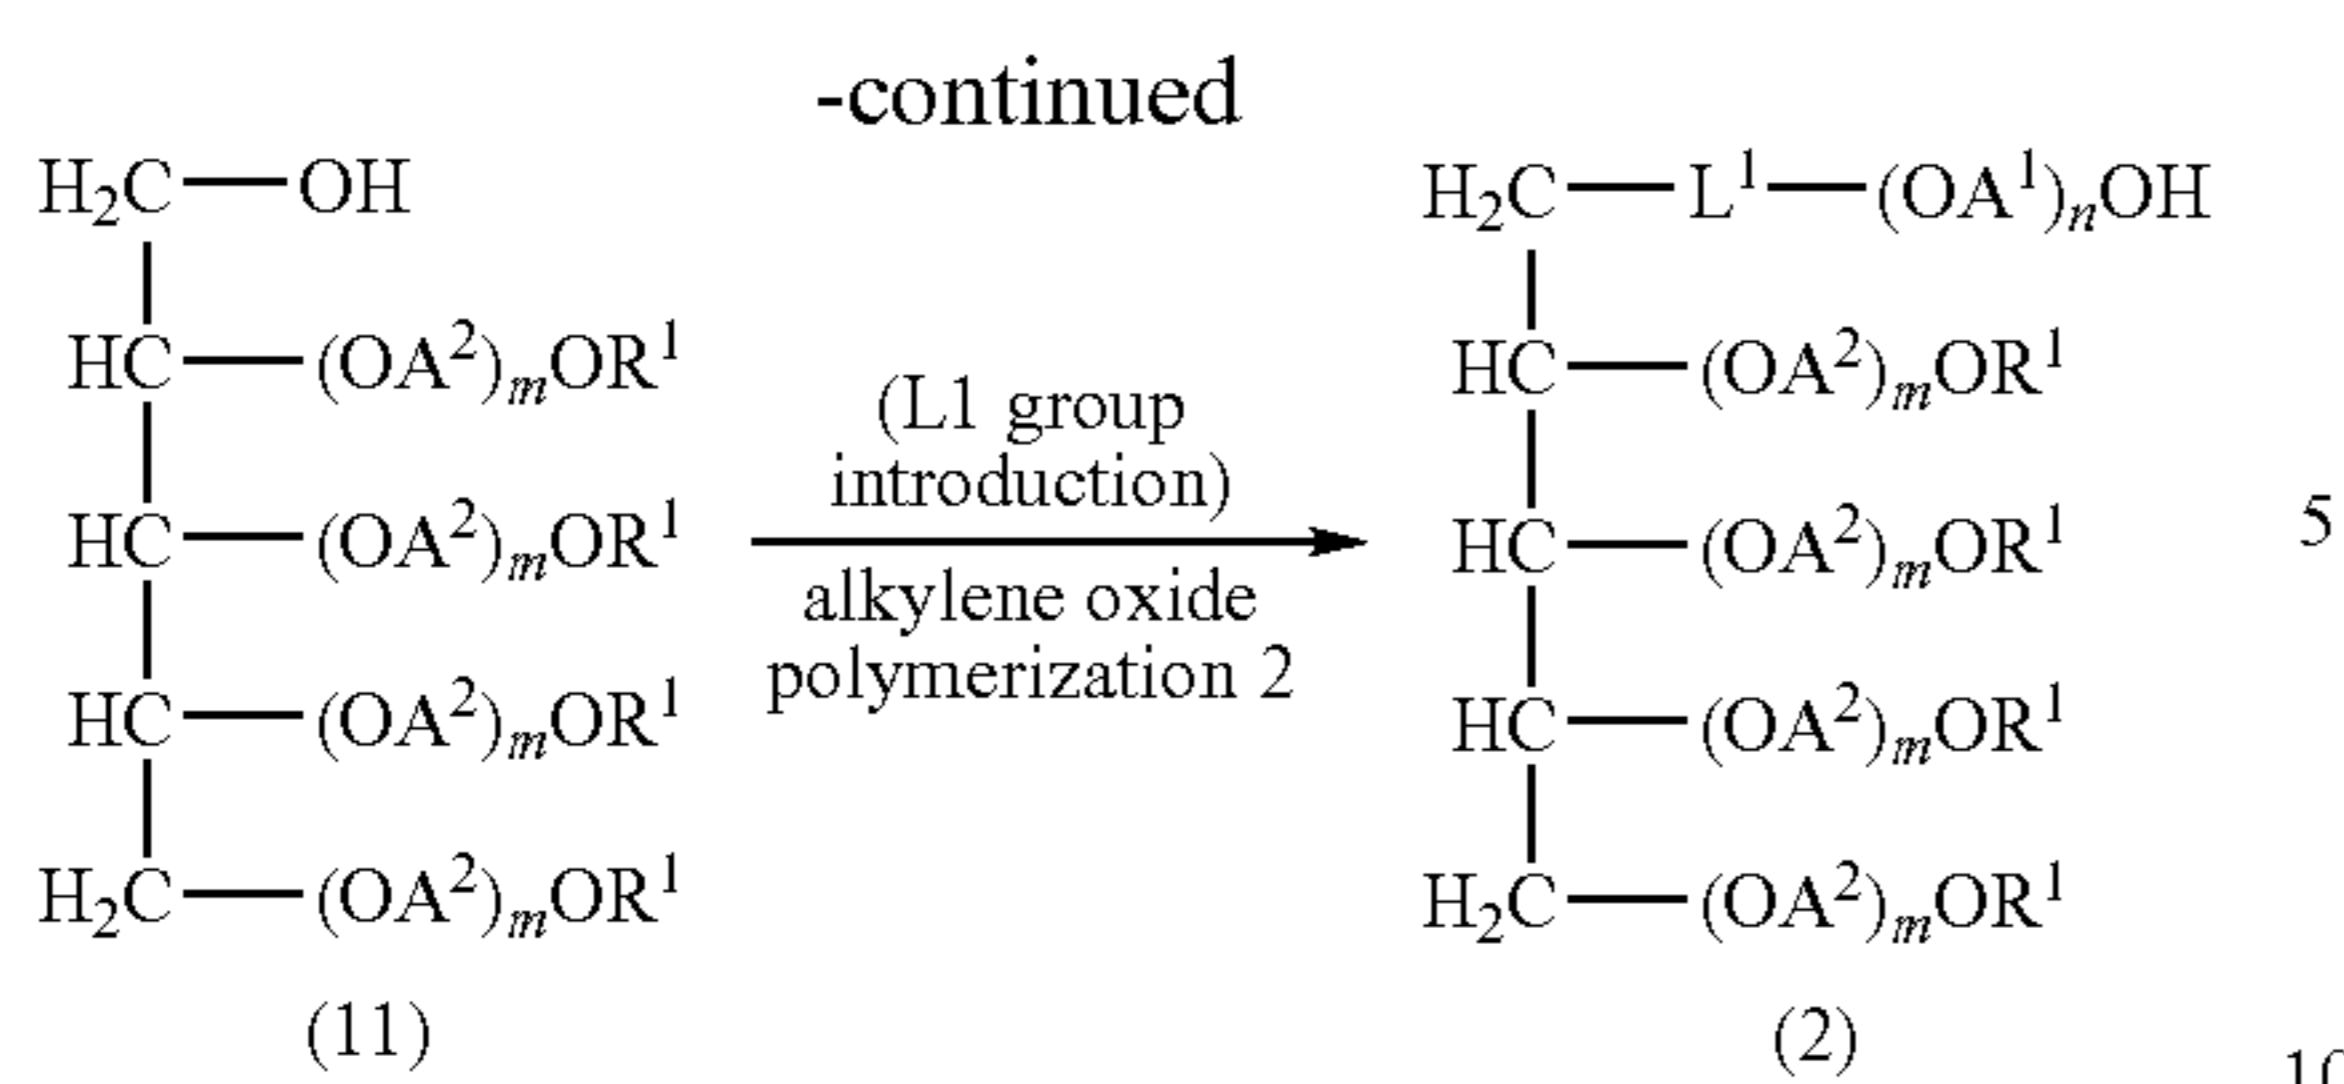 -continued
H₂C—OH
HC—(OA²)ₘOR¹
HC—(OA²)ₘOR¹
HC—(OA²)ₘOR¹
H₂C—(OA²)ₘOR¹
(11)
(L1 group
introduction)
alkylene oxide
polymerization 2
H₂C—L¹—(OA¹)ₙOH
HC—(OA²)ₘOR¹
HC—(OA²)ₘOR¹
HC—(OA²)ₘOR¹
H₂C—(OA²)ₘOR¹
(2)
5
10